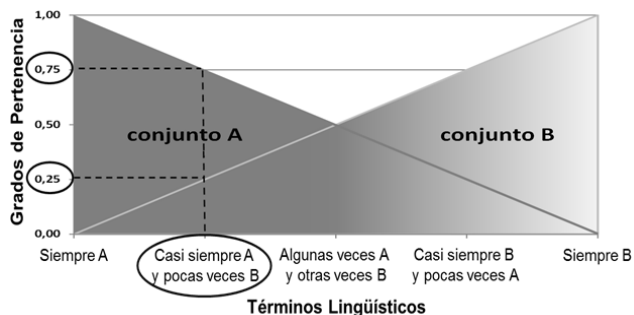 Grados de Pertenencia
1,00
0,75
0,50
0,25
0,00
conjunto A
conjunto B
Siempre A
Casi siempre A
y pocas veces B
Algunas veces A
y otras veces B
Casi siempre B
y pocas veces A
Siempre B
Términos Lingüísticos